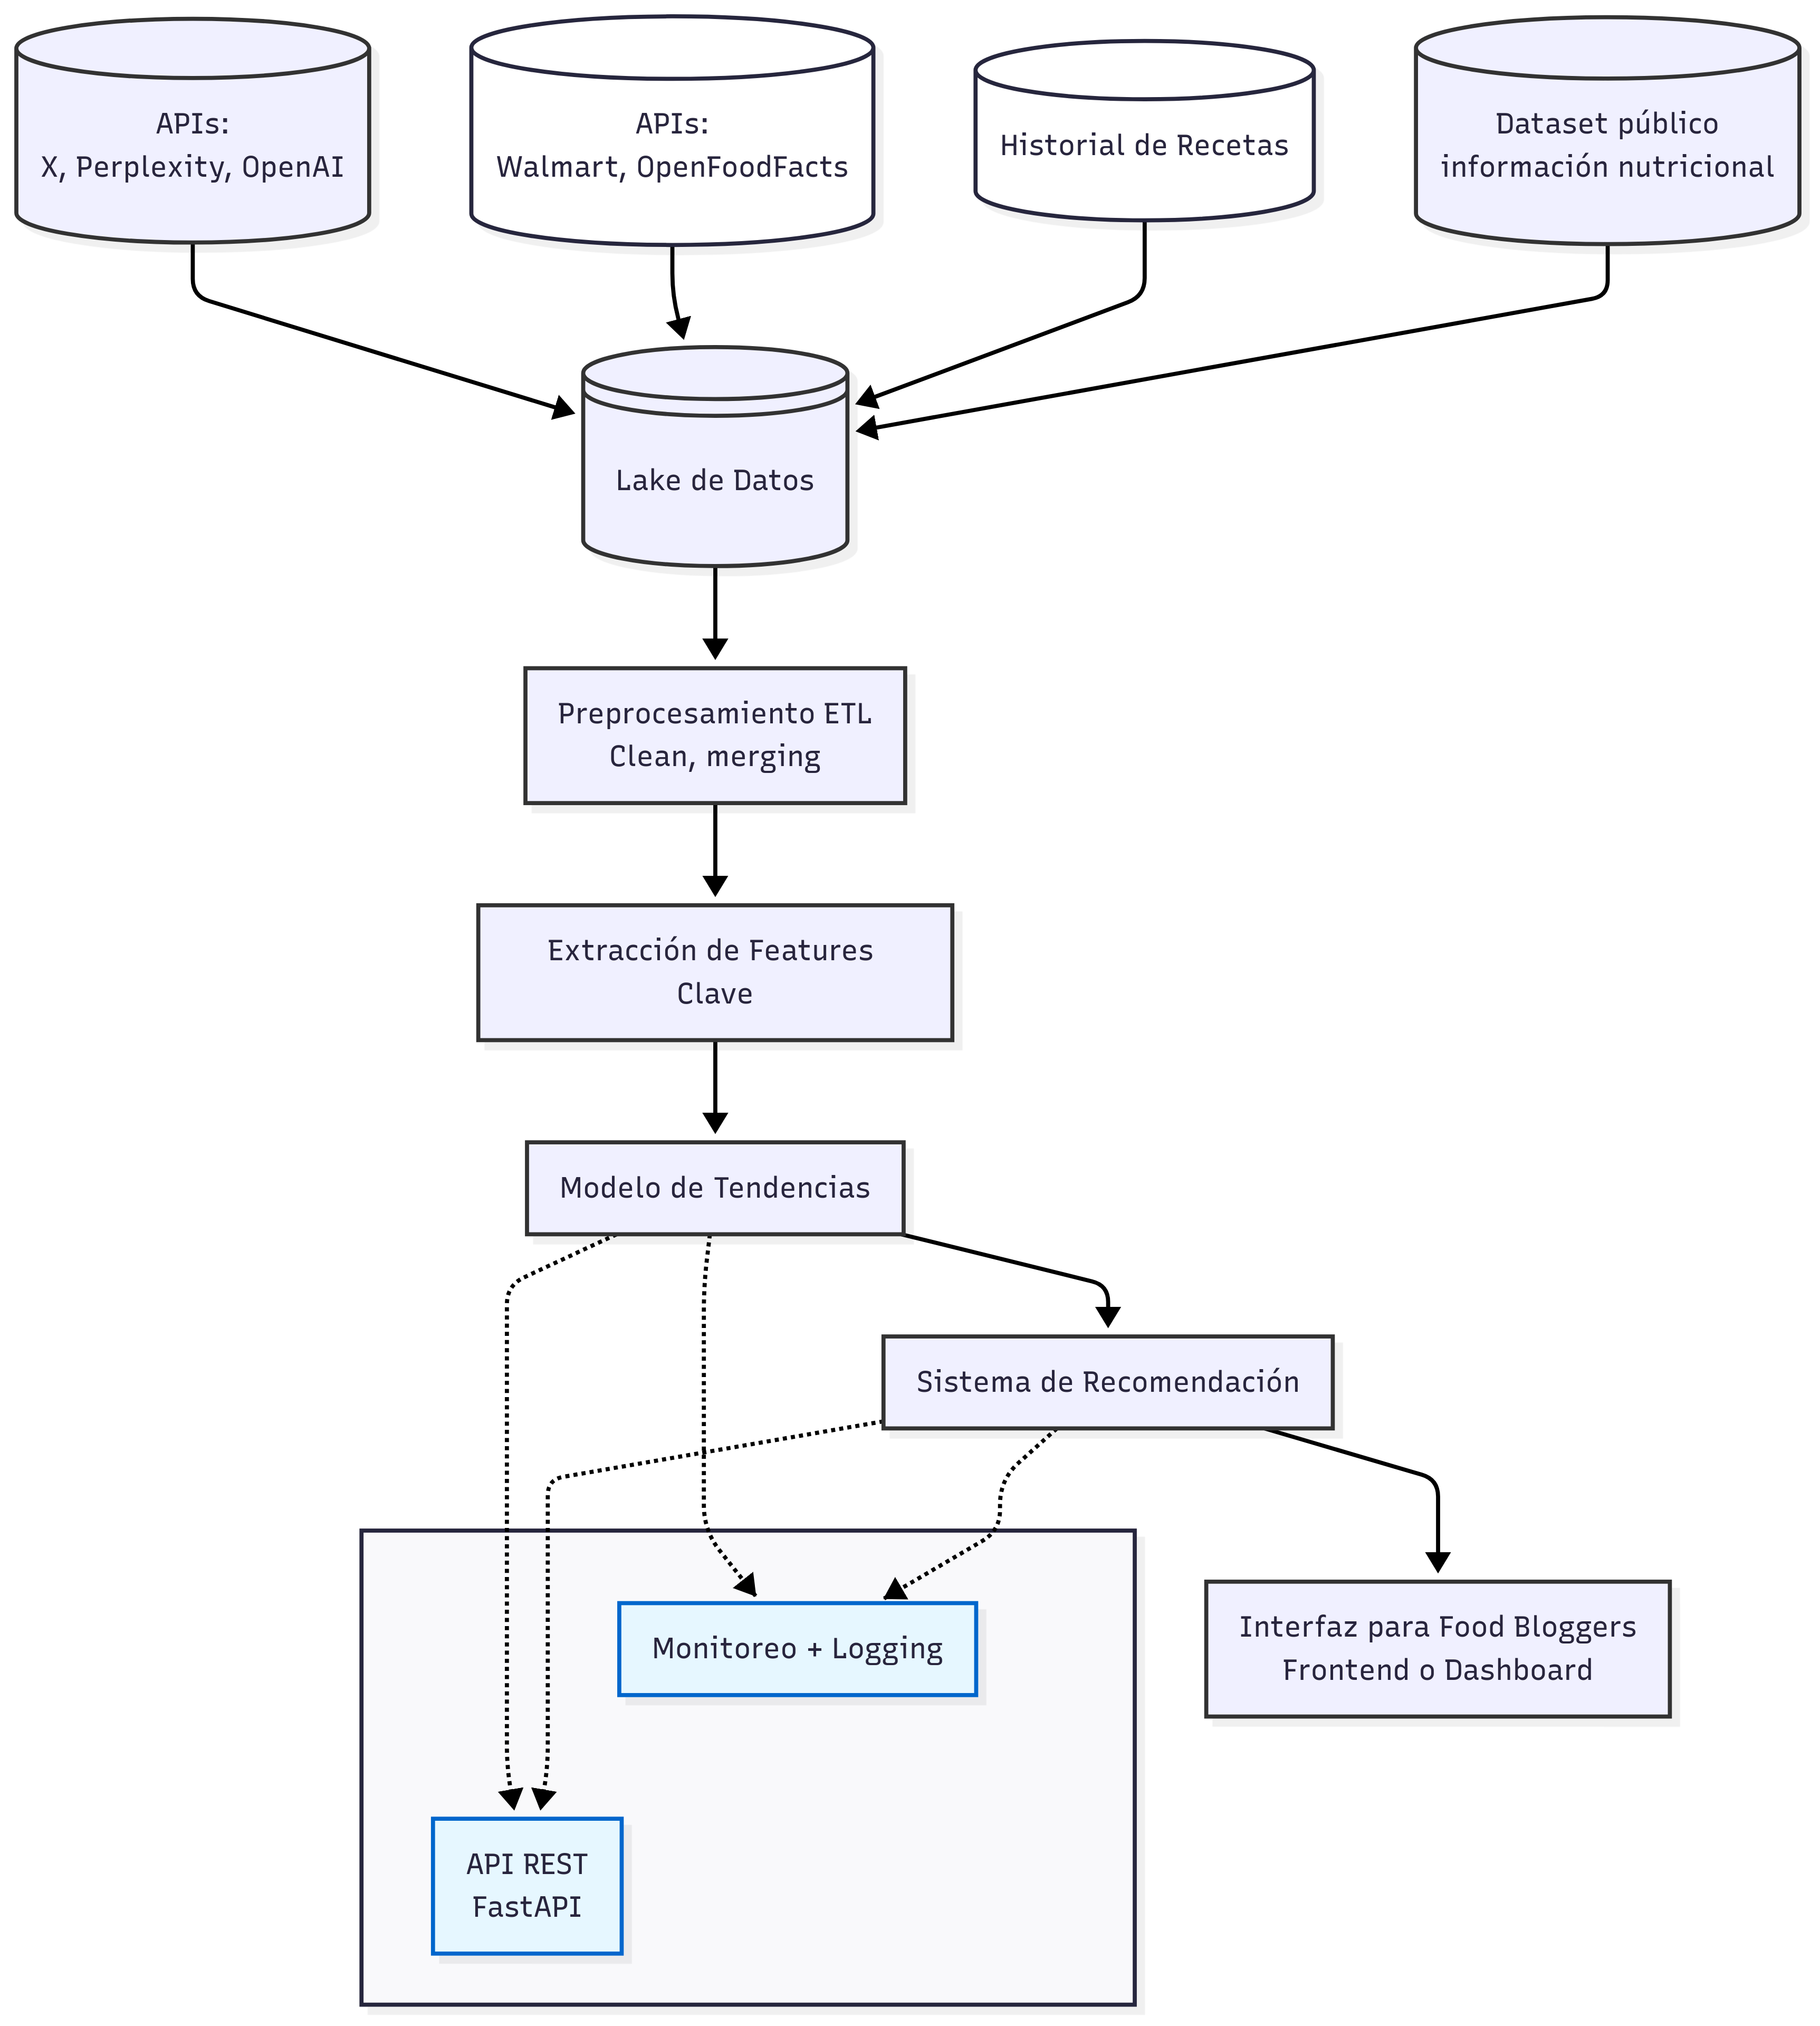 APIs:
X, Perplexity, OpenAI
APIs:
Walmart, OpenFoodFacts
Historial de Recetas
Dataset público
información nutricional
Lake de Datos
Preprocesamiento ETL
Clean, merging
Extracción de Features
Clave
Modelo de Tendencias
Sistema de Recomendación
Monitoreo + Logging
Interfaz para Food Bloggers
Frontend o Dashboard
API REST
FastAPI